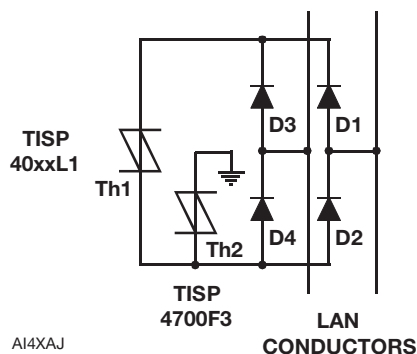 D3
D1
TISP
40xxL1
Th1
D4
D2
Th2
TISP
4700F3
LAN
CONDUCTORS
AI4XAJ